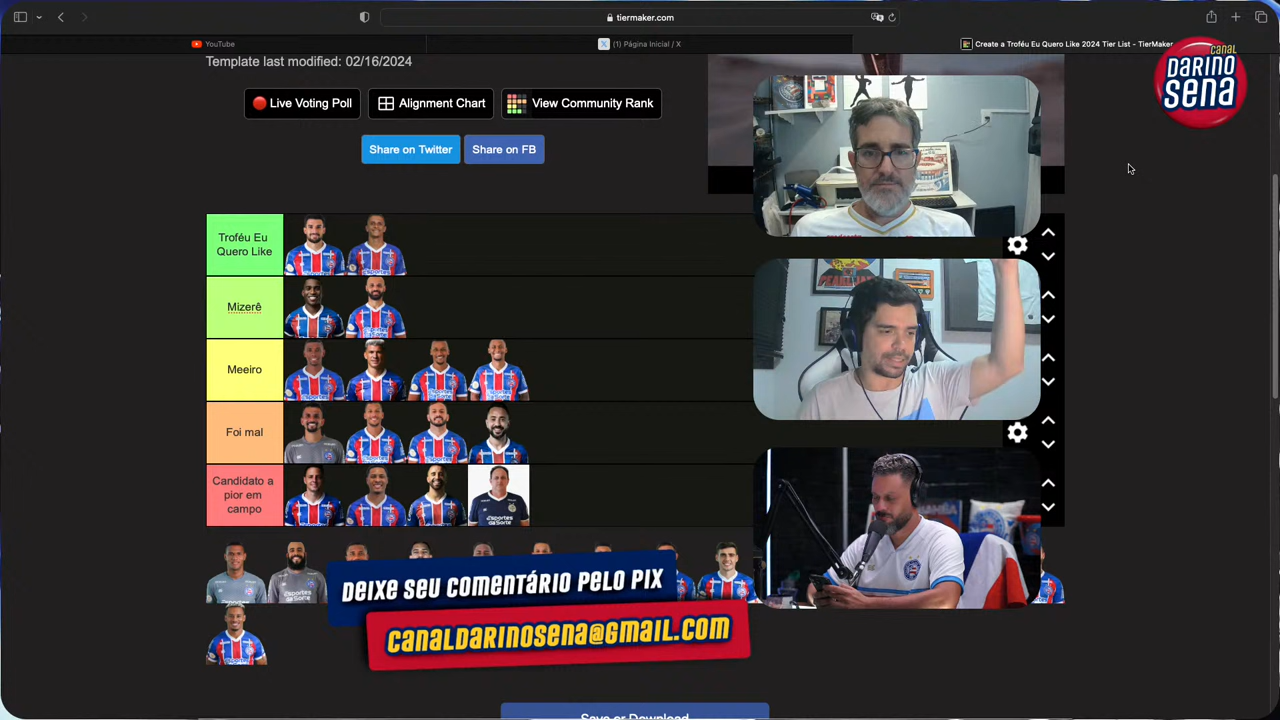 tiermaker.com
YouTube
(1) Página Inicial / X
Create a Troféu Eu Quero Like 2024 Tier List - TierMaker
CANAL
DARINO
SENA
Template last modified: 02/16/2024
Live Voting Poll
Alignment Chart
View Community Rank
Share on Twitter
Share on FB
Troféu Eu
Quero Like
Mizerê
Meeiro
Foi mal
Candidato a
pior em
campo
DEIXE SEU COMENTÁRIO PELO PIX
CANALDARINOSENA@GMAIL.COM
Save or Download